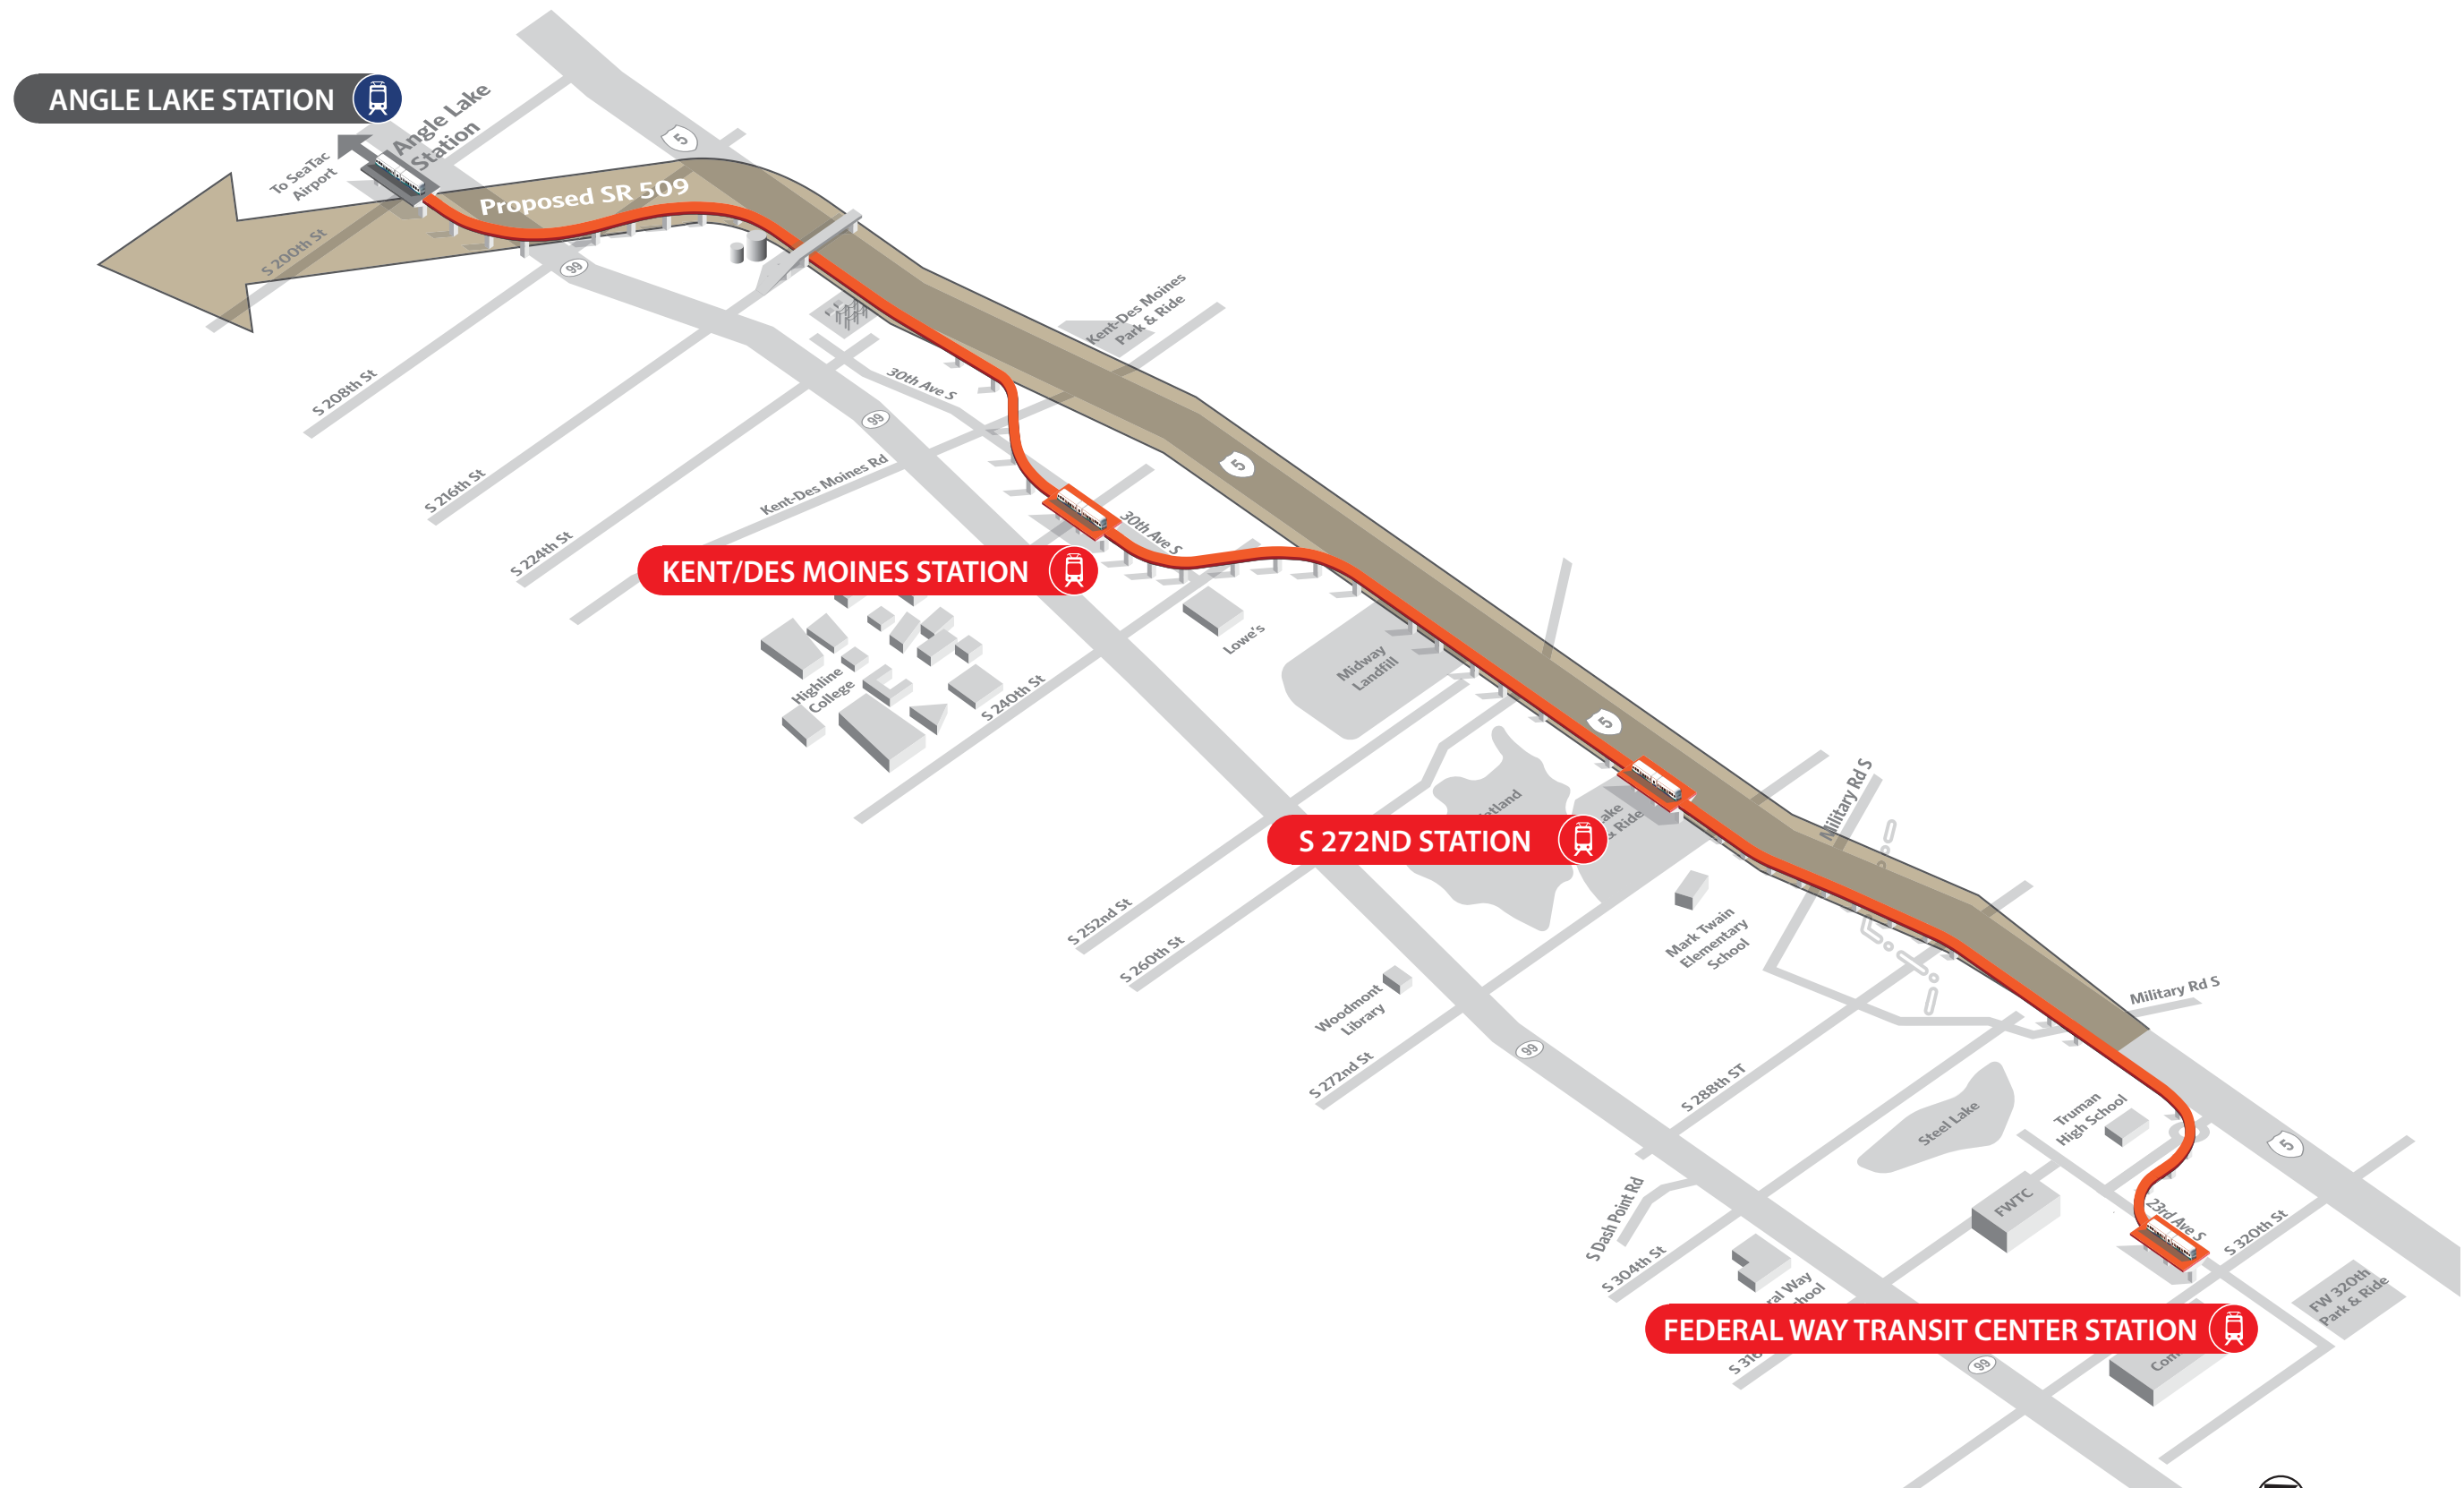 ANGLE LAKE STATION
Angle Lake
Station
To SeaTac
Airport
5
Proposed SR 509
S 200th St
99
S 208th St
S 216th St
S 224th St
30th Ave S
99
Kent-Des Moines
Park & Ride
Kent-Des Moines Rd
5
30th Ave S
KENT/DES MOINES STATION
Highline
College
S 240th St
Lowe's
Midway
Landfill
5
S 272ND STATION
& Ride
Military Rd S
S 252nd St
S 260th St
Mark Twain
Elementary
School
Woodmont
Library
S 272nd St
99
Military Rd S
S 288th ST
Steel Lake
Truman
High School
5
S Dash Point Rd
S 304th St
FWTC
23rd Ave S
S 320th St
FW 320th
Park & Ride
Way
FEDERAL WAY TRANSIT CENTER STATION
99